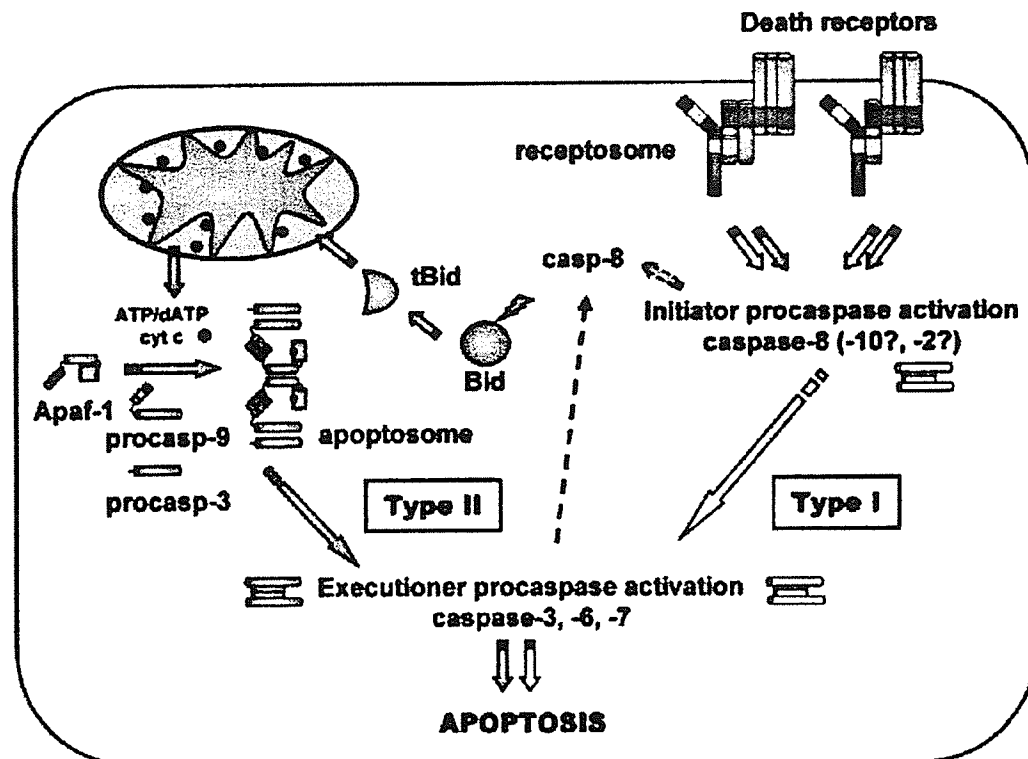 Death receptors
receptosome
casp-8
tBid
Bid
Initiator procaspase activation
caspase-8 (-10?, -2?)
ATP/dATP
cyt c
Apaf-1
procasp-9
apoptosome
procasp-3
Type II
Type I
Executioner procaspase activation
caspase-3, -6, -7
APOPTOSIS